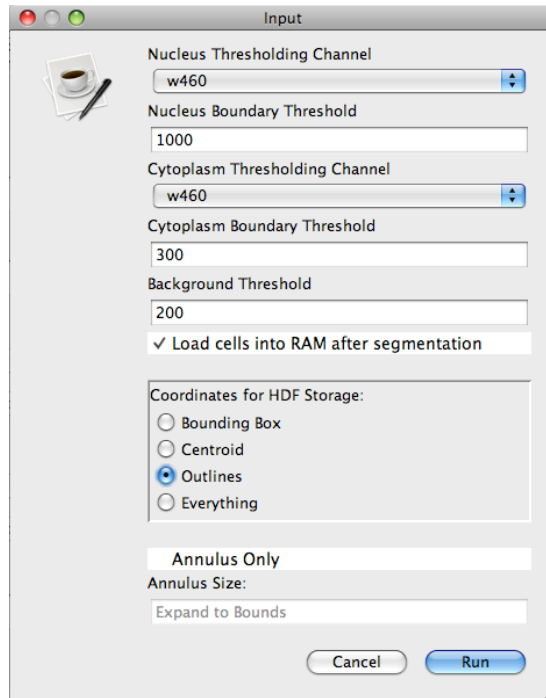 Input
Nucleus Thresholding Channel
w460
Nucleus Boundary Threshold
1000
Cytoplasm Thresholding Channel
w460
Cytoplasm Boundary Threshold
300
Background Threshold
200
✓ Load cells into RAM after segmentation
Coordinates for HDF Storage:
Bounding Box
Centroid
Outlines
Everything
Annulus Only
Annulus Size:
Expand to Bounds
Cancel Run